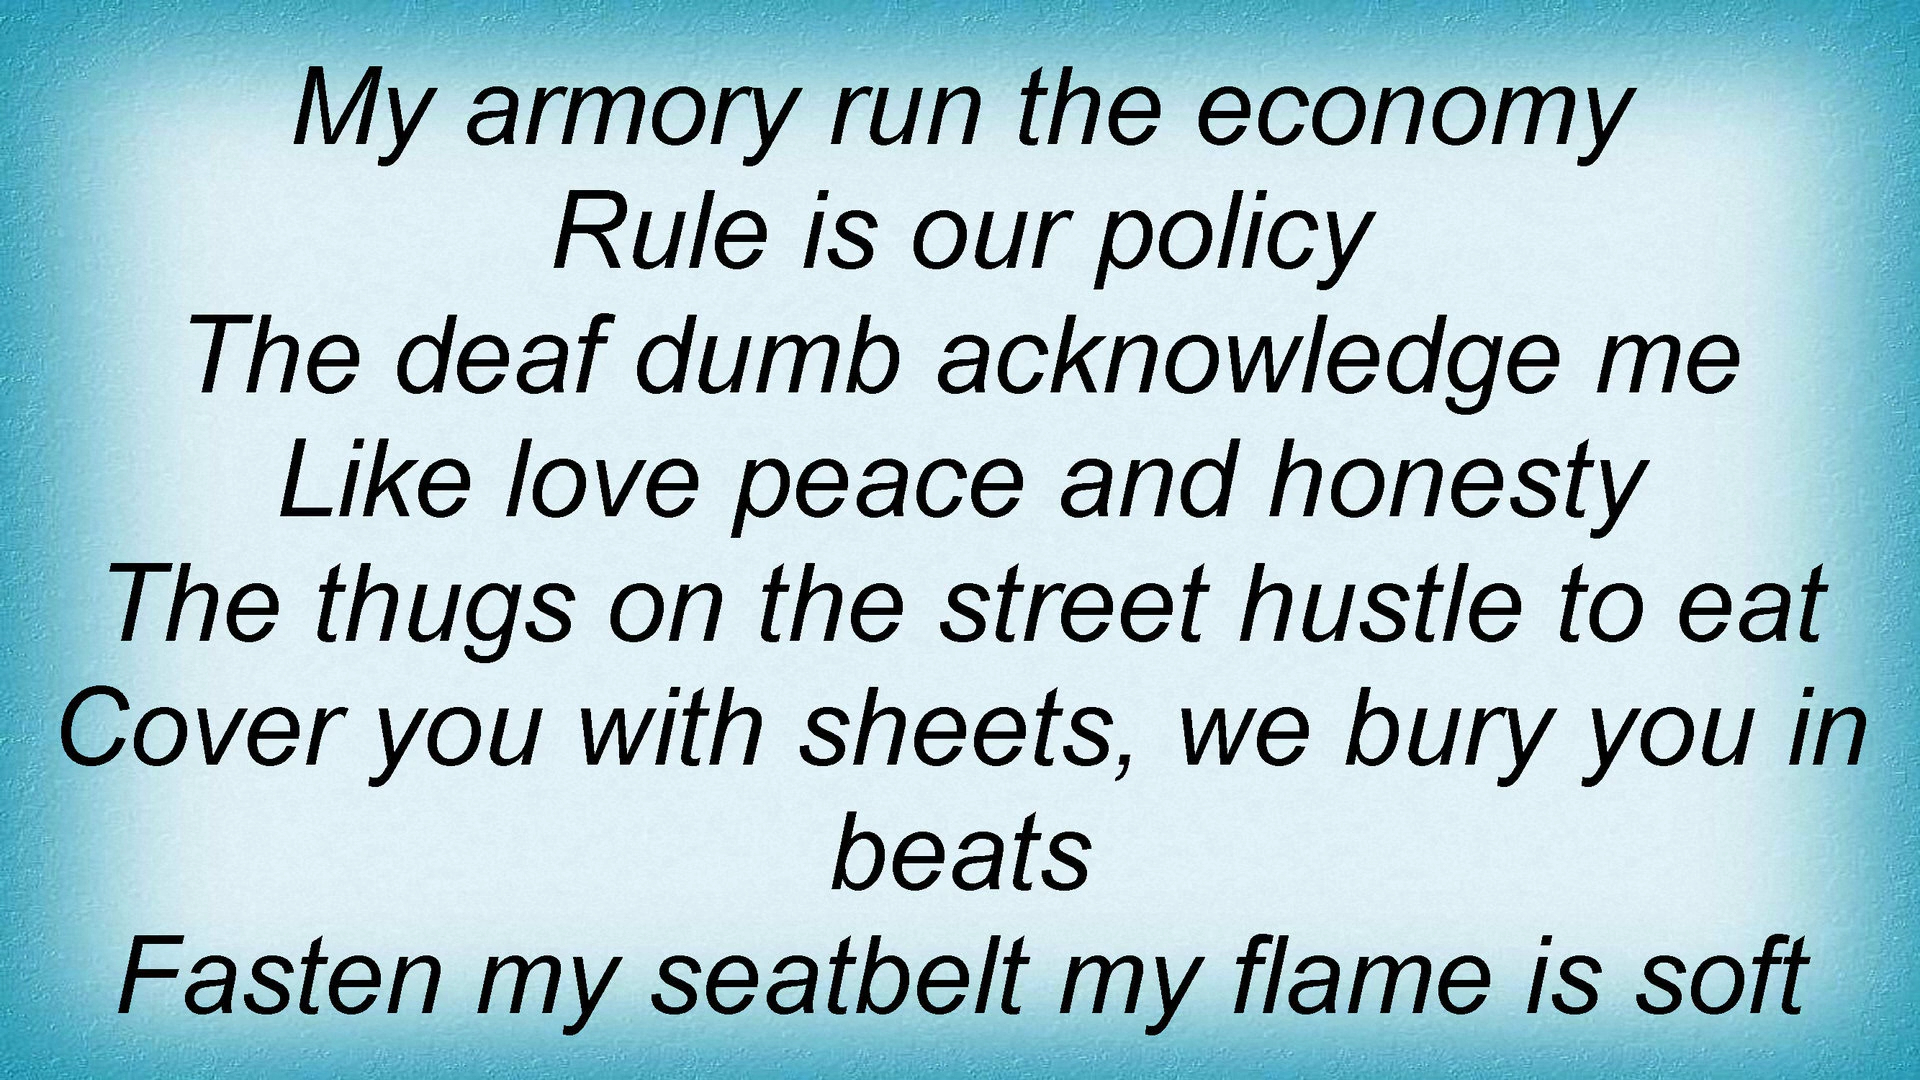 My armory run the economy
Rule is our policy
The deaf dumb acknowledge me
Like love peace and honesty
The thugs on the street hustle to eat
Cover you with sheets, we bury you in
beats
Fasten my seatbelt my flame is soft